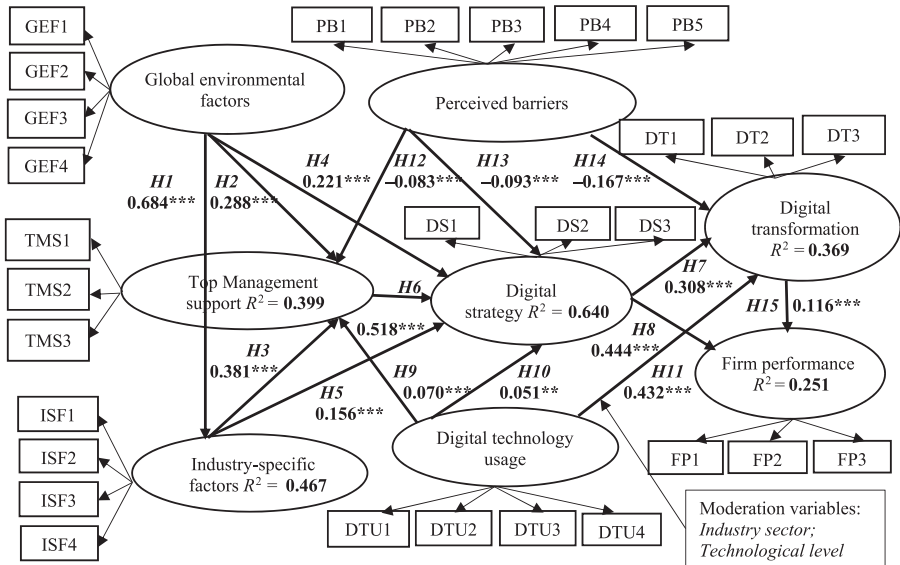 GEF1
GEF2
GEF3
GEF4
Global environmental
factors
PB1
PB2
PB3
PB4
PB5
Perceived barriers
DT1
DT2
DT3
H1
0.684***
H2
0.288***
H4
0.221***
H12
–0.083***
H13
–0.093***
H14
–0.167***
Digital
transformation
R² = 0.369
TMS1
TMS2
TMS3
Top Management
support R² = 0.399
DS1
DS2
DS3
H6
0.518***
Digital
strategy R² = 0.640
H7
0.308***
H15
0.116***
H3
0.381***
H5
0.156***
H9
0.070***
H10
0.051**
H8
0.444***
H11
0.432***
Firm performance
R² = 0.251
ISF1
ISF2
ISF3
ISF4
Industry-specific
factors R² = 0.467
Digital technology
usage
FP1
FP2
FP3
DTU1
DTU2
DTU3
DTU4
Moderation variables:
Industry sector;
Technological level